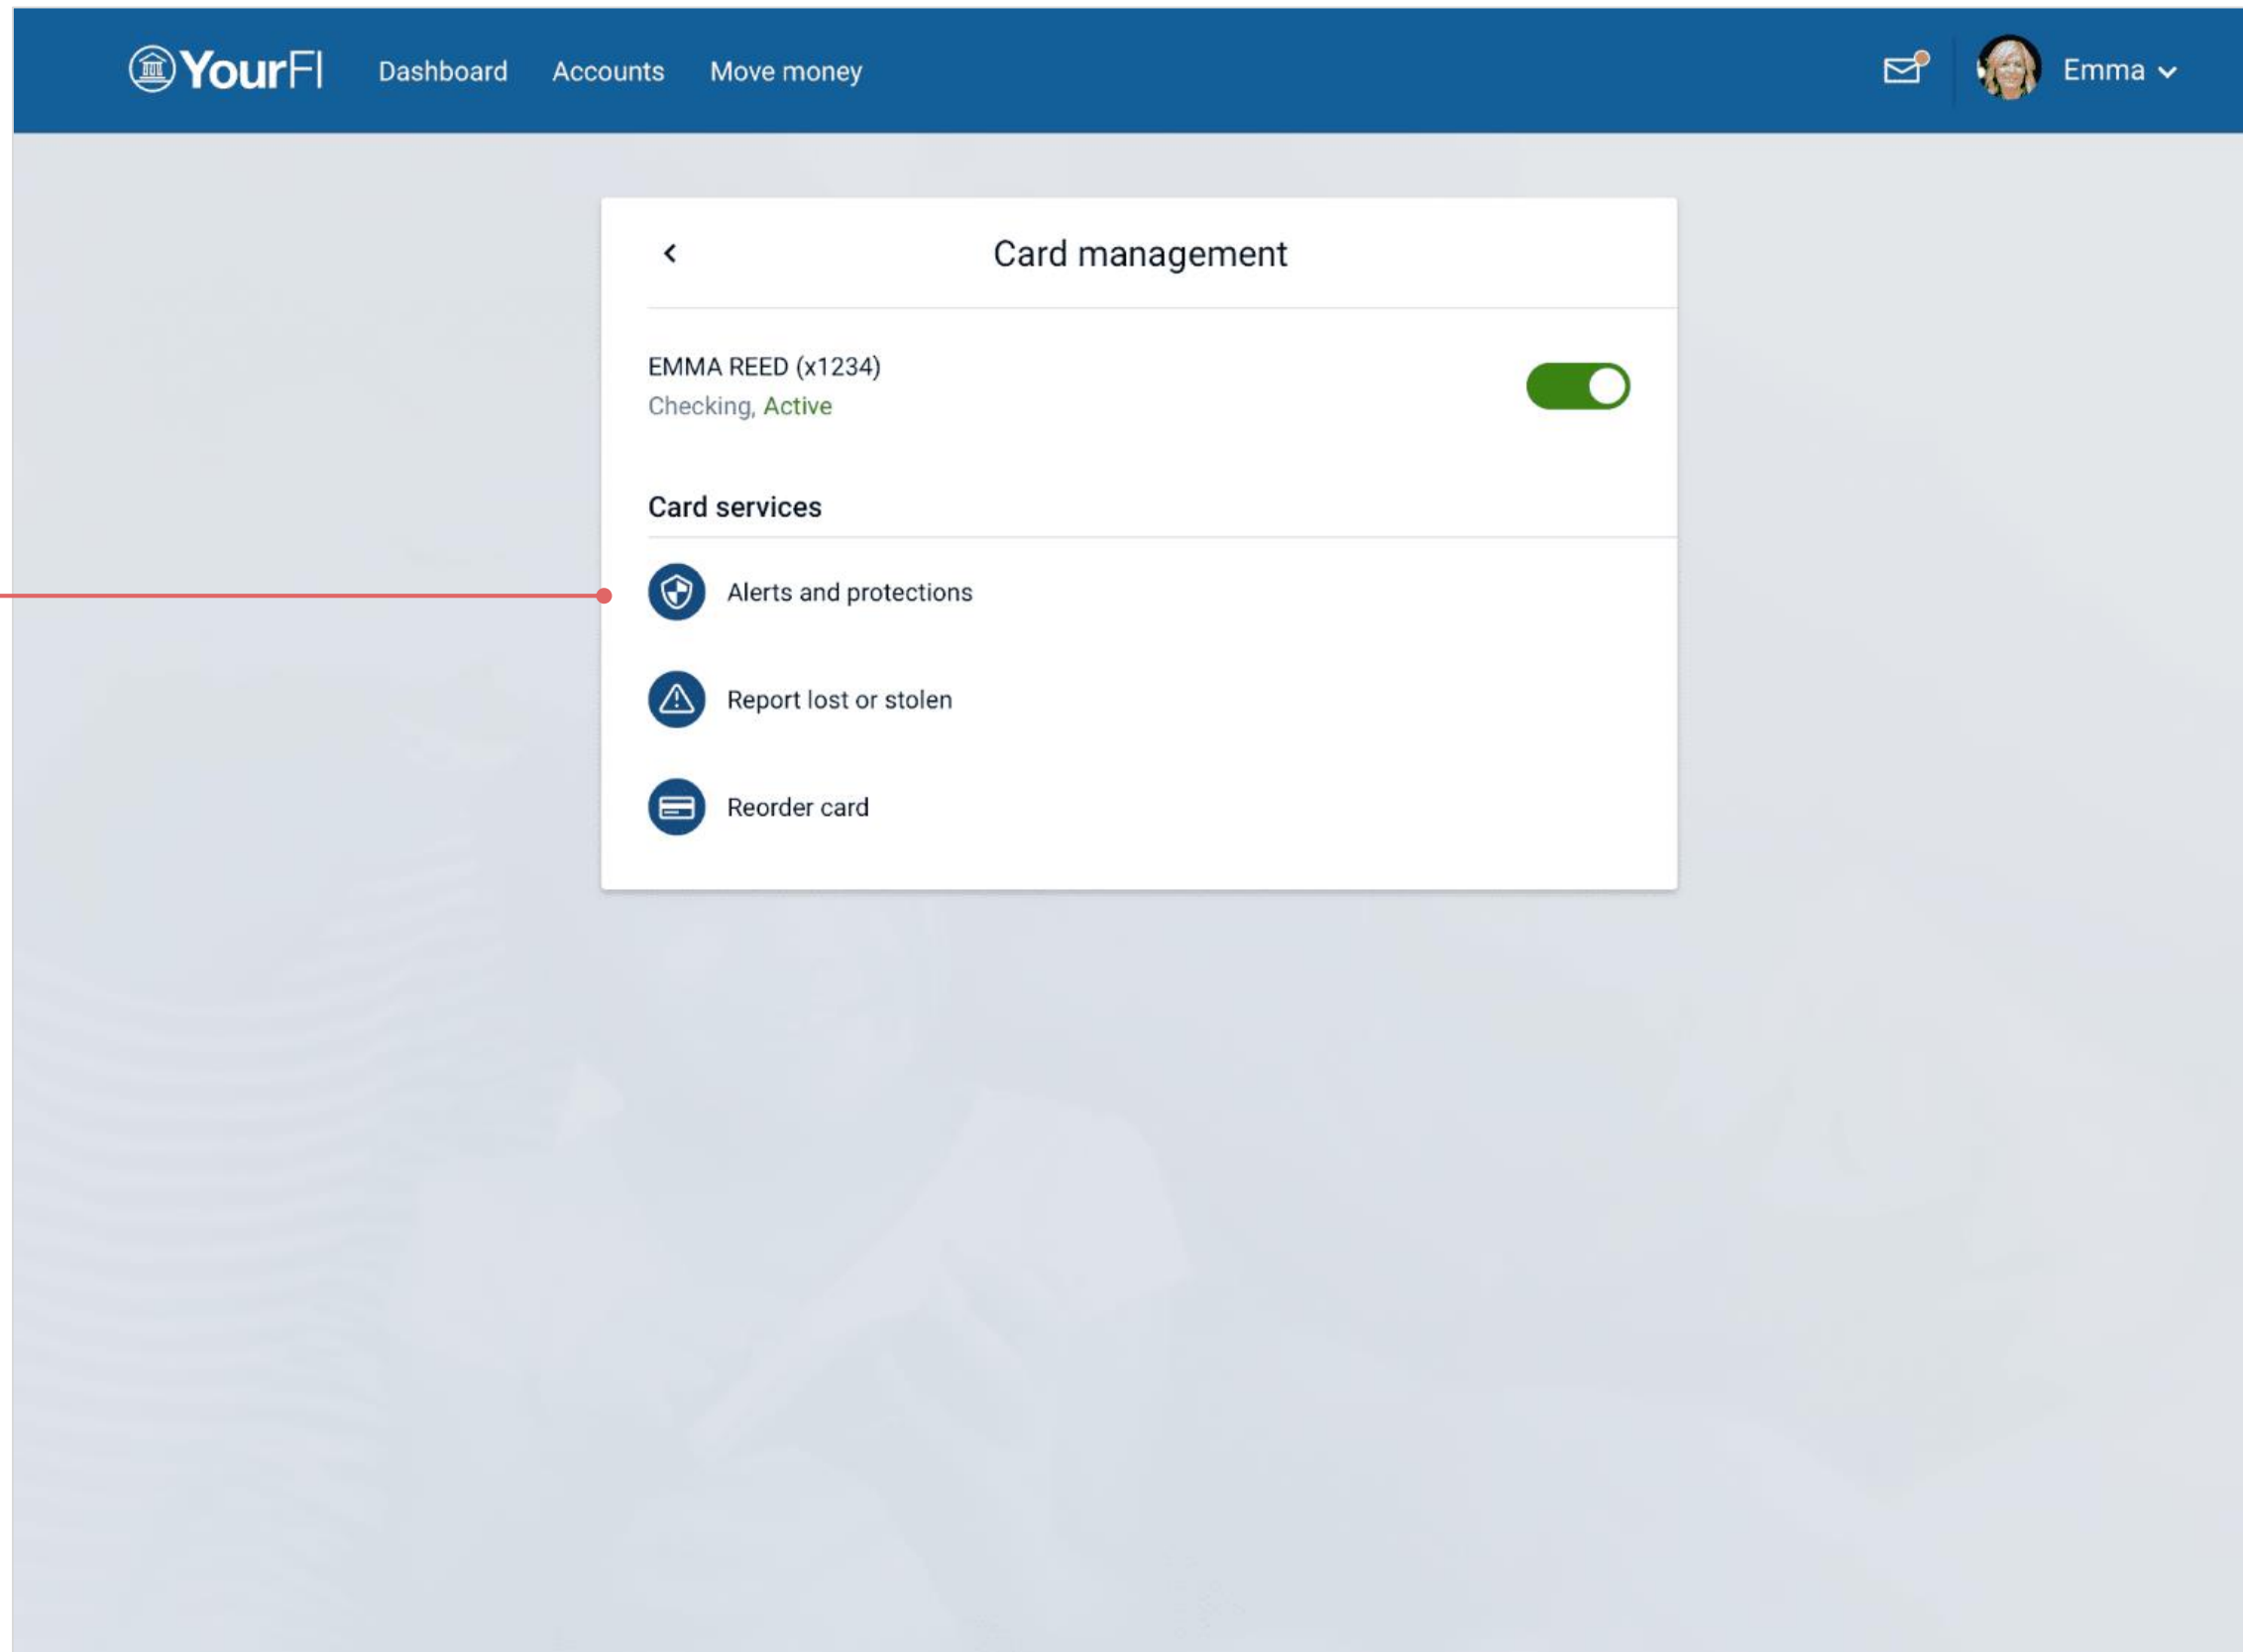 YourFI Dashboard Accounts Move money Emma
Card management
EMMA REED (x1234)
Checking, Active
Card services
Alerts and protections
Report lost or stolen
Reorder card